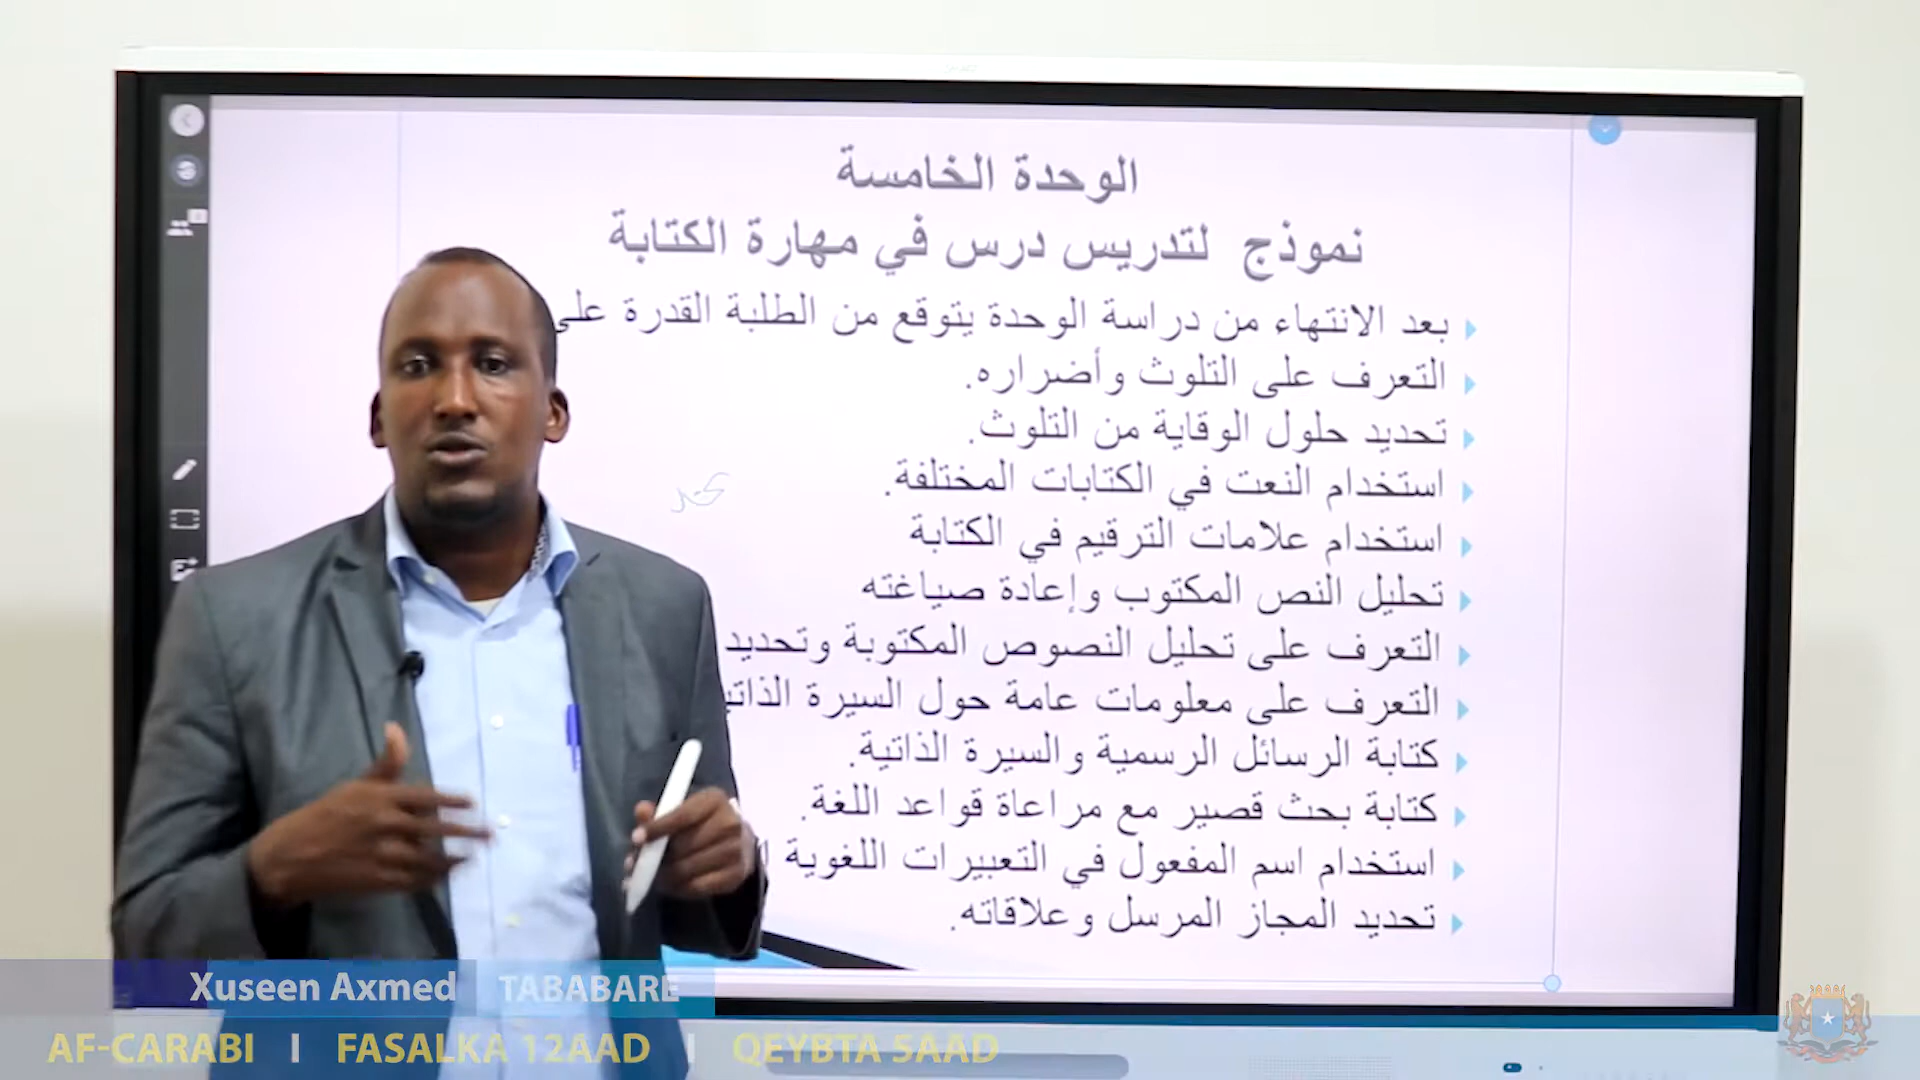 الوحدة الخامسة
نموذج لتدريس درس في مهارة الكتابة
بعد الانتهاء من دراسة الوحدة يتوقع من الطلبة القدرة على
التعرف على التلوث وأضراره.
تحديد حلول الوقاية من التلوث.
استخدام النعت في الكتابات المختلفة.
استخدام علامات الترقيم في الكتابة
تحليل النص المكتوب وإعادة صياغته
التعرف على تحليل النصوص المكتوبة وتحديد
التعرف على معلومات عامة حول السيرة
كتابة الرسائل الرسمية والسيرة الذاتية.
كتابة بحث قصير مع مراعاة قواعد اللغة.
استخدام اسم المفعول في التعبيرات اللغوية
تحديد المجاز المرسل وعلاقاته.
Xuseen Axmed TABABARE
AF-CARABI | FASALKA 12AAD | QEYBTA 5AAD